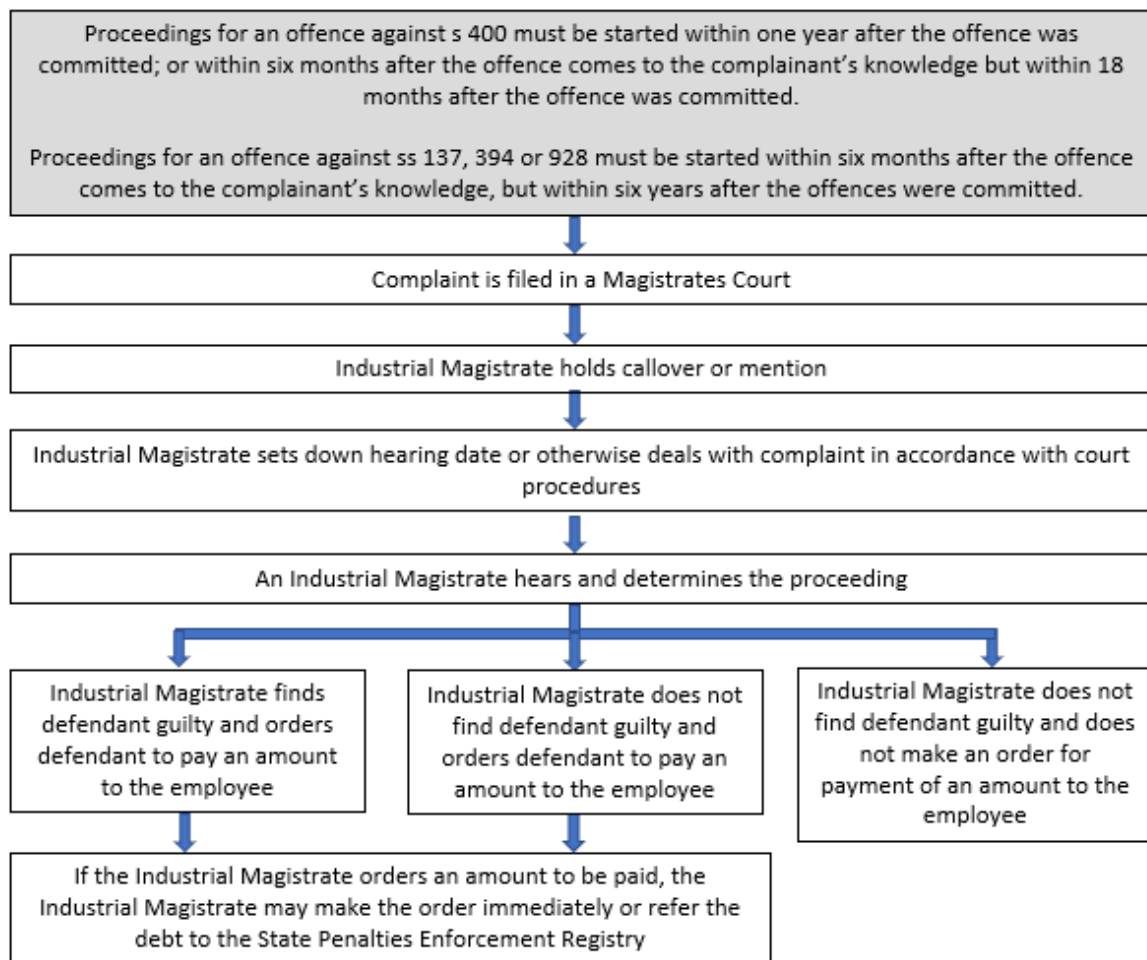 Proceedings for an offence against s 400 must be started within one year after the offence was
committed; or within six months after the offence comes to the complainant's knowledge but within 18
months after the offence was committed.
Proceedings for an offence against ss 137, 394 or 928 must be started within six months after the offence
comes to the complainant's knowledge, but within six years after the offences were committed.
Complaint is filed in a Magistrates Court
Industrial Magistrate holds callover or mention
Industrial Magistrate sets down hearing date or otherwise deals with complaint in accordance with court
procedures
An Industrial Magistrate hears and determines the proceeding
Industrial Magistrate finds
defendant guilty and orders
defendant to pay an amount
to the employee
Industrial Magistrate does not
find defendant guilty and
orders defendant to pay an
amount to the employee
Industrial Magistrate does not
find defendant guilty and does
not make an order for
payment of an amount to the
employee
If the Industrial Magistrate orders an amount to be paid, the
Industrial Magistrate may make the order immediately or refer the
debt to the State Penalties Enforcement Registry